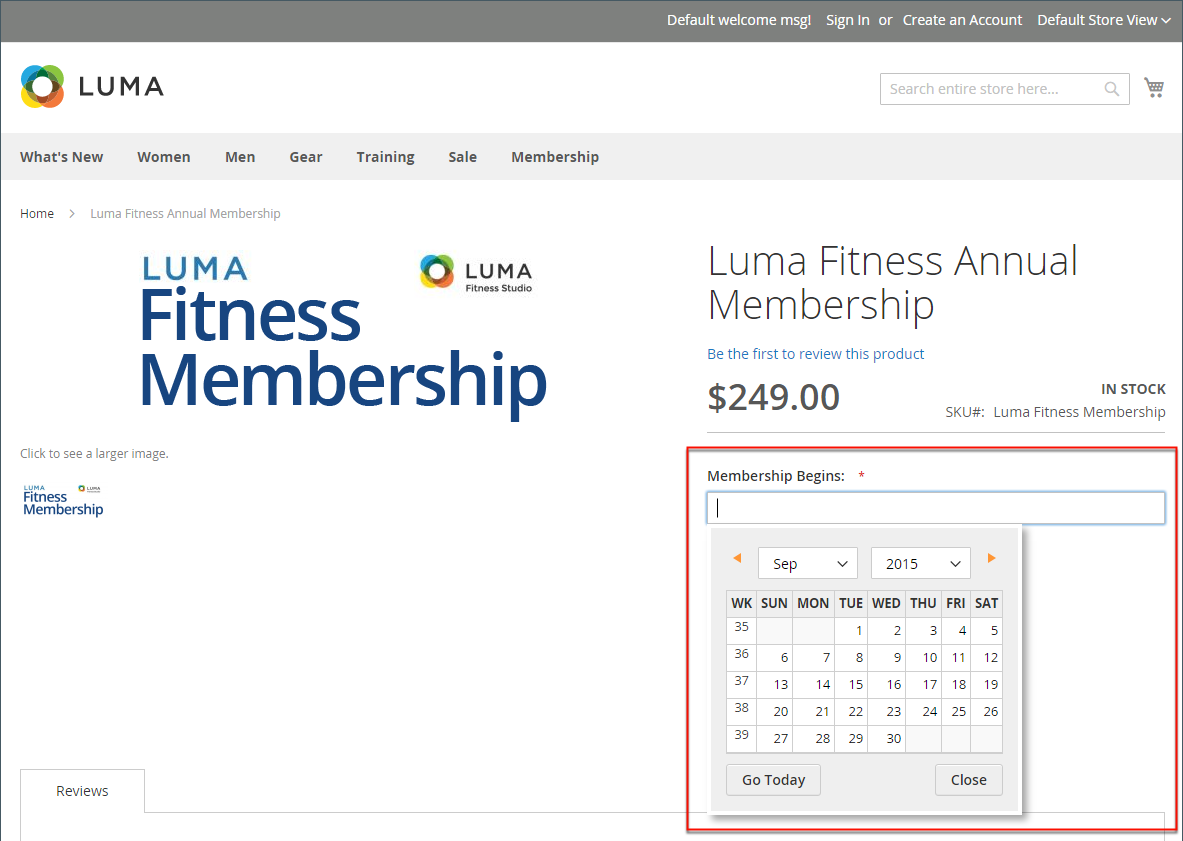 Default welcome msg! Sign In or Create an Account Default Store View
LUMA
Search entire store here...
What's New Women Men Gear Training Sale Membership
Home > Luma Fitness Annual Membership
LUMA
Fitness
Membership
LUMA
Fitness Studio
Luma Fitness Annual
Membership
Be the first to review this product
$249.00
IN STOCK
SKU#: Luma Fitness Membership
Click to see a larger image.
LUMA
Fitness
Membership
LUMA
Membership Begins: *
Sep 2015
WK SUN MON TUE WED THU FRI SAT
35 1 2 3 4 5
36 6 7 8 9 10 11 12
37 13 14 15 16 17 18 19
38 20 21 22 23 24 25 26
39 27 28 29 30
Go Today Close
Reviews